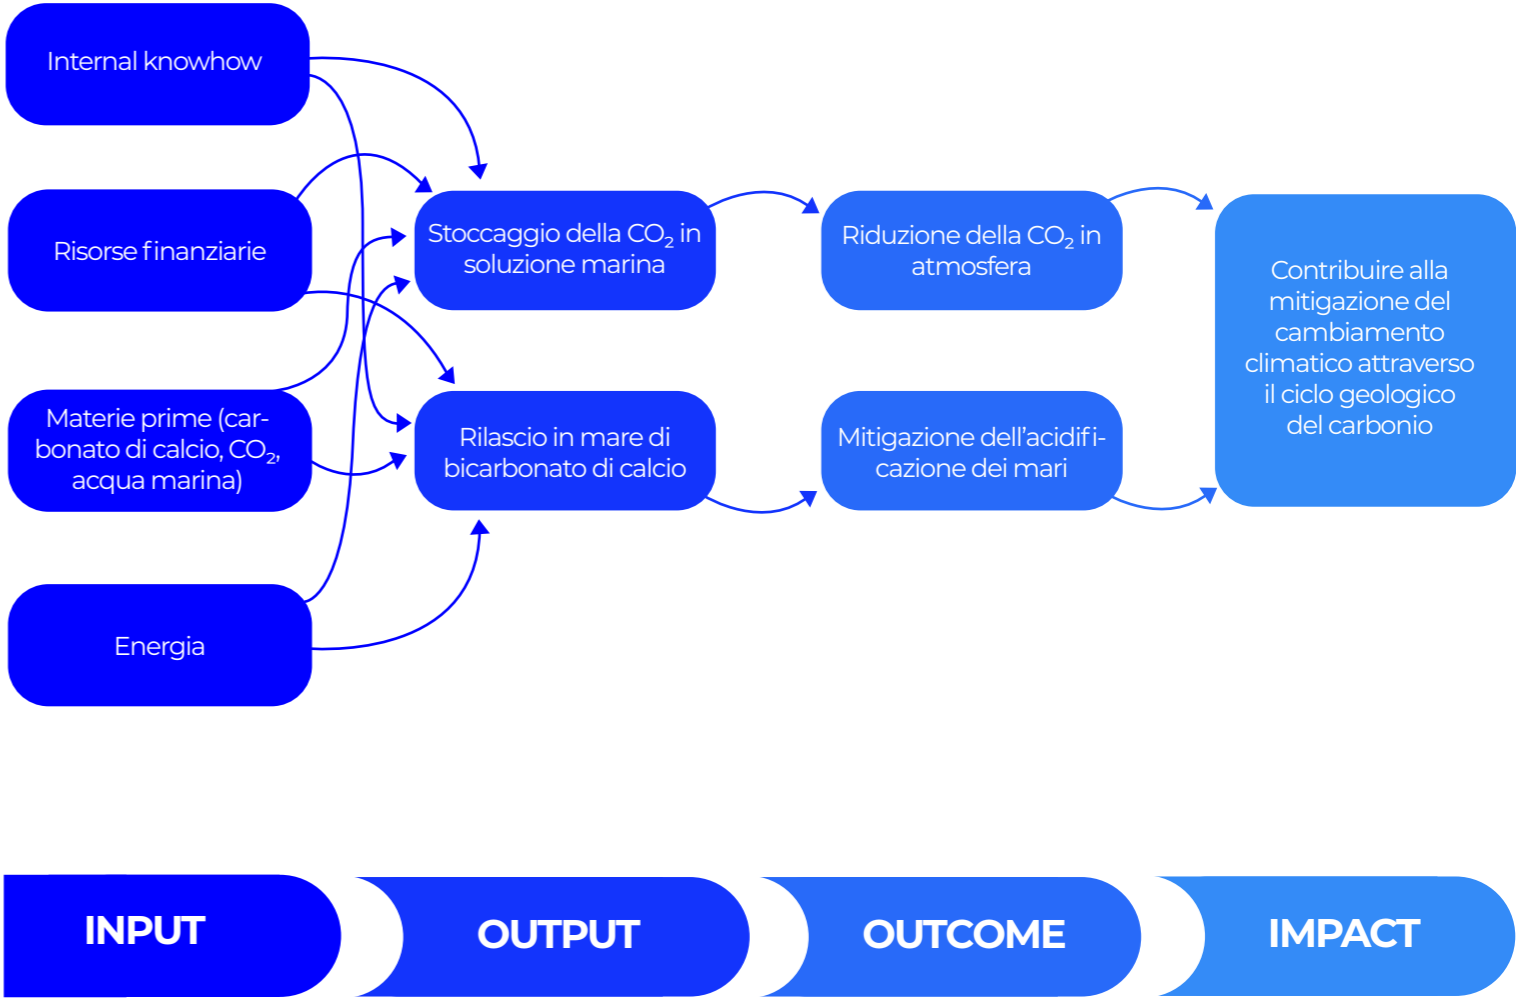 Internal knowhow
Risorse finanziarie
Materie prime (car-
bonato di calcio, CO₂,
acqua marina)
Energia
Stoccaggio della CO₂ in
soluzione marina
Rilascio in mare di
bicarbonato di calcio
Riduzione della CO₂ in
atmosfera
Mitigazione dell’acidifi-
cazione dei mari
Contribuire alla
mitigazione del
cambiamento
climatico attraverso
il ciclo geologico
del carbonio
INPUT
OUTPUT
OUTCOME
IMPACT